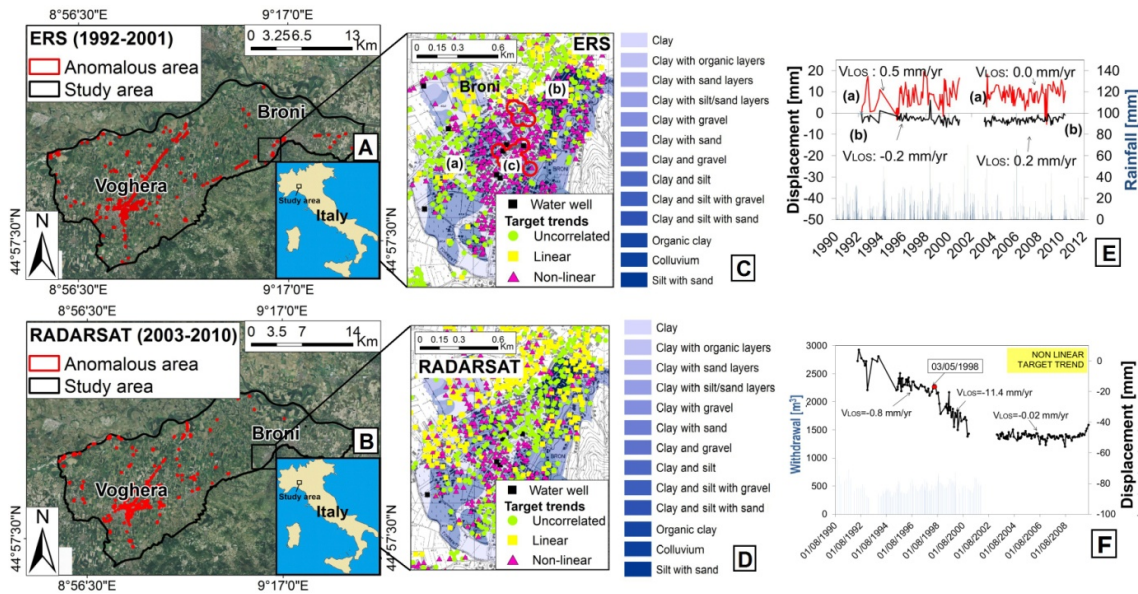 8°56'30"E
9°17'0"E
ERS (1992-2001)
0 3.25 6.5 13
Km
Anomalous area
Study area
Broni
A
Voghera
N
Study area
Italy
44°57'30"N
8°56'30"E
9°17'0"E
ERS
0 0.15 0.3 0.6
Km
Broni
(b)
(a)
(c)
Water well
Target trends
Uncorrelated
Linear
Non-linear
C
Clay
Clay with organic layers
Clay with sand layers
Clay with silt/sand layers
Clay with gravel
Clay with sand
Clay and gravel
Clay and silt
Clay and silt with gravel
Clay and silt with sand
Organic clay
Colluvium
Silt with sand
VLOS : 0.5 mm/yr
VLOS: 0.0 mm/yr
(a)
(a)
(b)
(b)
VLOS: -0.2 mm/yr
VLOS: 0.2 mm/yr
Displacement [mm]
20
10
0
-10
-20
-30
-40
-50
140
120
100
80
60
40
20
0
Rainfall [mm]
1990
1992
1994
1996
1998
2000
2002
2004
2006
2008
2010
2012
E
RADARSAT (2003-2010)
0 3.5 7 14
Km
Anomalous area
Study area
Broni
B
Voghera
N
Study area
Italy
44°57'30"N
44°57'30"N
8°56'30"E
9°17'0"E
0 0.15 0.3 0.6
Km
RADARSAT
BRONI
Water well
Target trends
Uncorrelated
Linear
Non-linear
D
Clay
Clay with organic layers
Clay with sand layers
Clay with silt/sand layers
Clay with gravel
Clay with sand
Clay and gravel
Clay and silt
Clay and silt with gravel
Clay and silt with sand
Organic clay
Colluvium
Silt with sand
NON LINEAR
TARGET TREND
03/05/1998
VLOS=-0.8 mm/yr
VLOS=-11.4 mm/yr
VLOS=-0.02 mm/yr
Withdrawal [m³]
3000
2500
2000
1500
1000
500
0
0
-20
-40
-60
-80
-100
Displacement [mm]
01/08/1990
01/08/1992
01/08/1994
01/08/1996
01/08/1998
01/08/2000
01/08/2002
01/08/2004
01/08/2006
01/08/2008
F